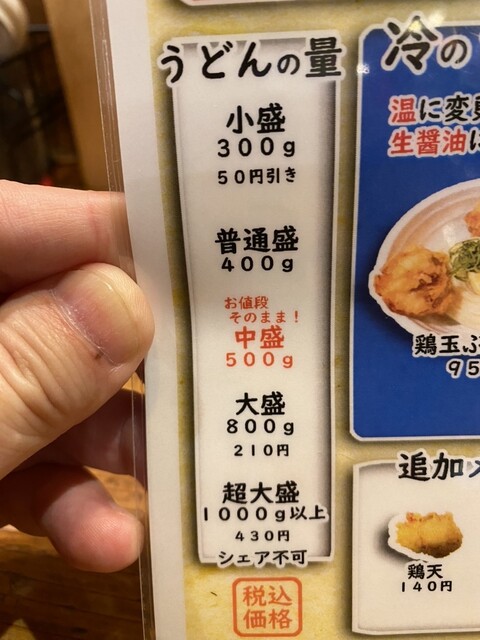 うどんの量
小盛
300g
50円引き
普通盛
400g
お値段
そのまま!
中盛
500g
大盛
800g
210円
超大盛
1000g以上
430円
シェア不可
税込
価格
冷の
温に変更
生醤油に
鶏玉ぶ
95
追加メ
鶏天
140円